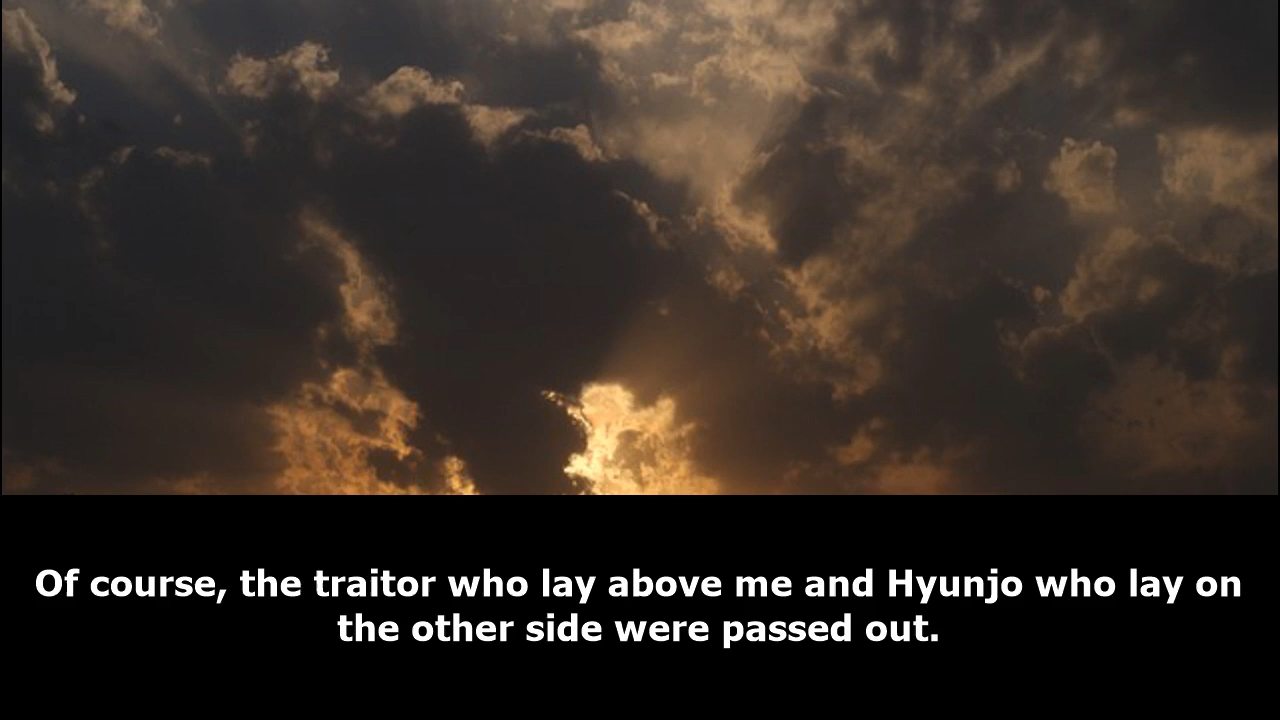 Of course, the traitor who lay above me and Hyunjo who lay on
the other side were passed out.